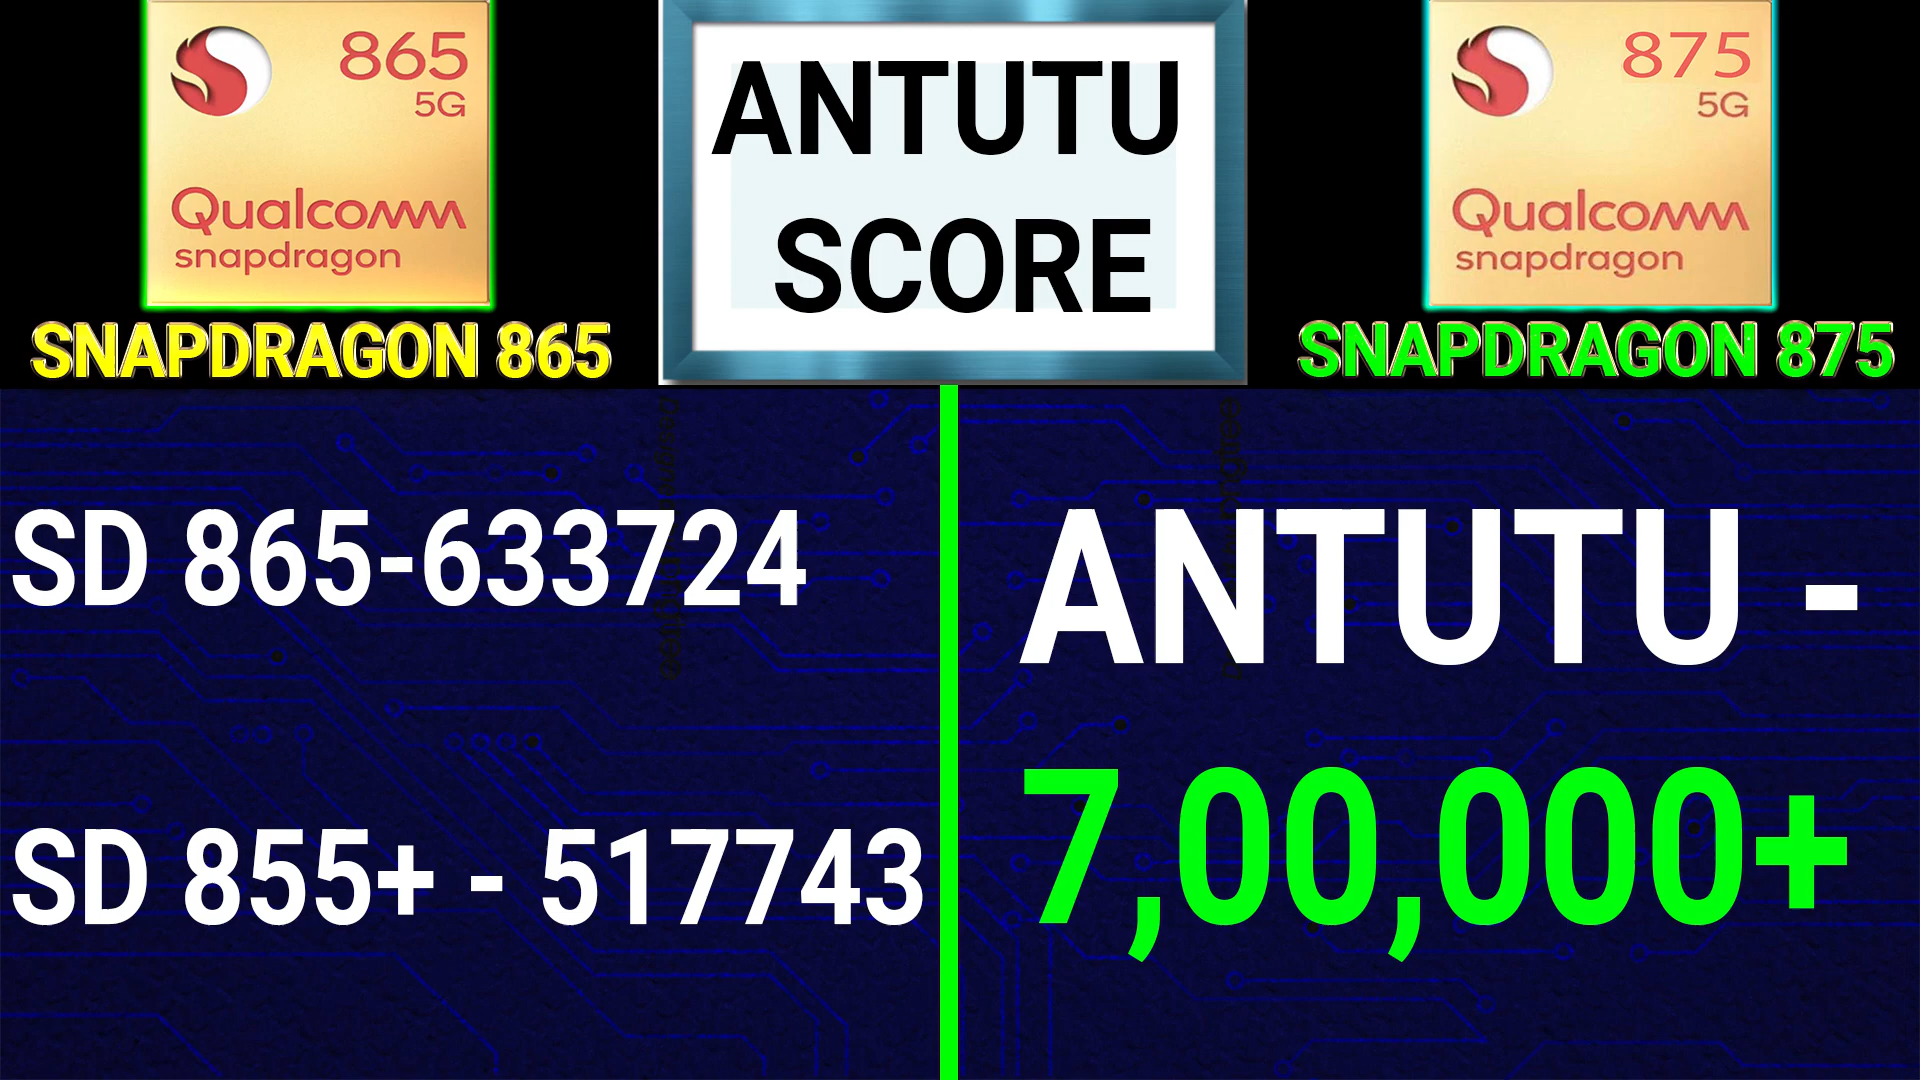 865
5G
Qualcomm
snapdragon
SNAPDRAGON 865
ANTUTU
SCORE
875
5G
Qualcomm
snapdragon
SNAPDRAGON 875
SD 865-633724
SD 855+ - 517743
ANTUTU -
7,00,000+